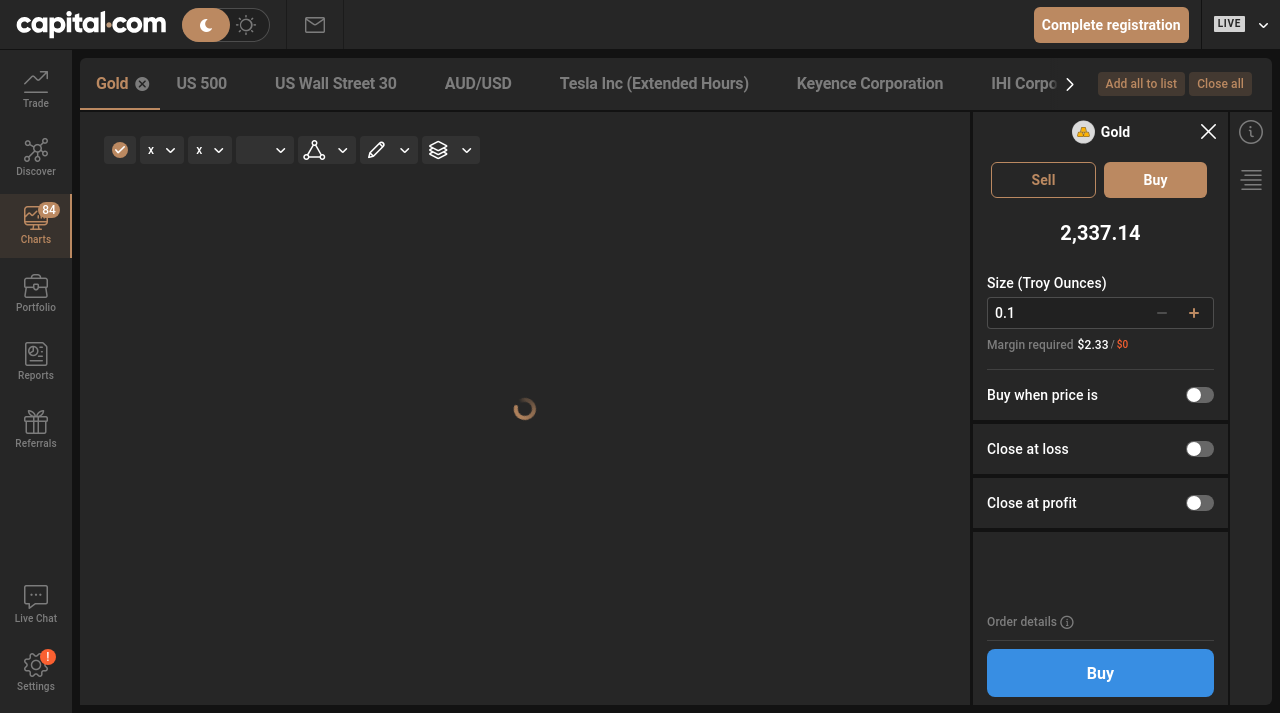 capital.com
Complete registration
LIVE
Trade
Discover
84
Charts
Portfolio
Reports
Referrals
Live Chat
!
Settings
Gold
US 500
US Wall Street 30
AUD/USD
Tesla Inc (Extended Hours)
Keyence Corporation
IHI Corpo
Add all to list
Close all
x
x
Gold
Sell
Buy
2,337.14
Size (Troy Ounces)
0.1
Margin required $2.33 / $0
Buy when price is
Close at loss
Close at profit
Order details
Buy